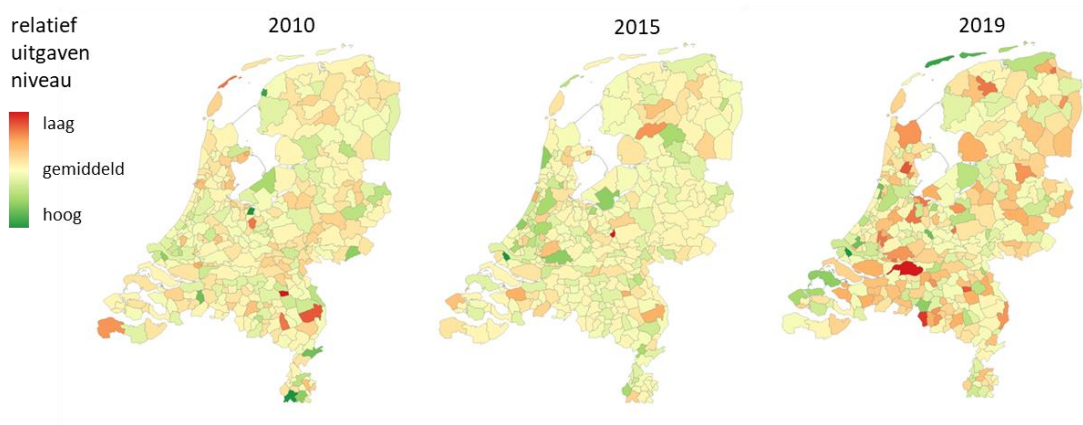 relatief
uitgaven
niveau
laag
gemiddeld
hoog
2010
2015
2019